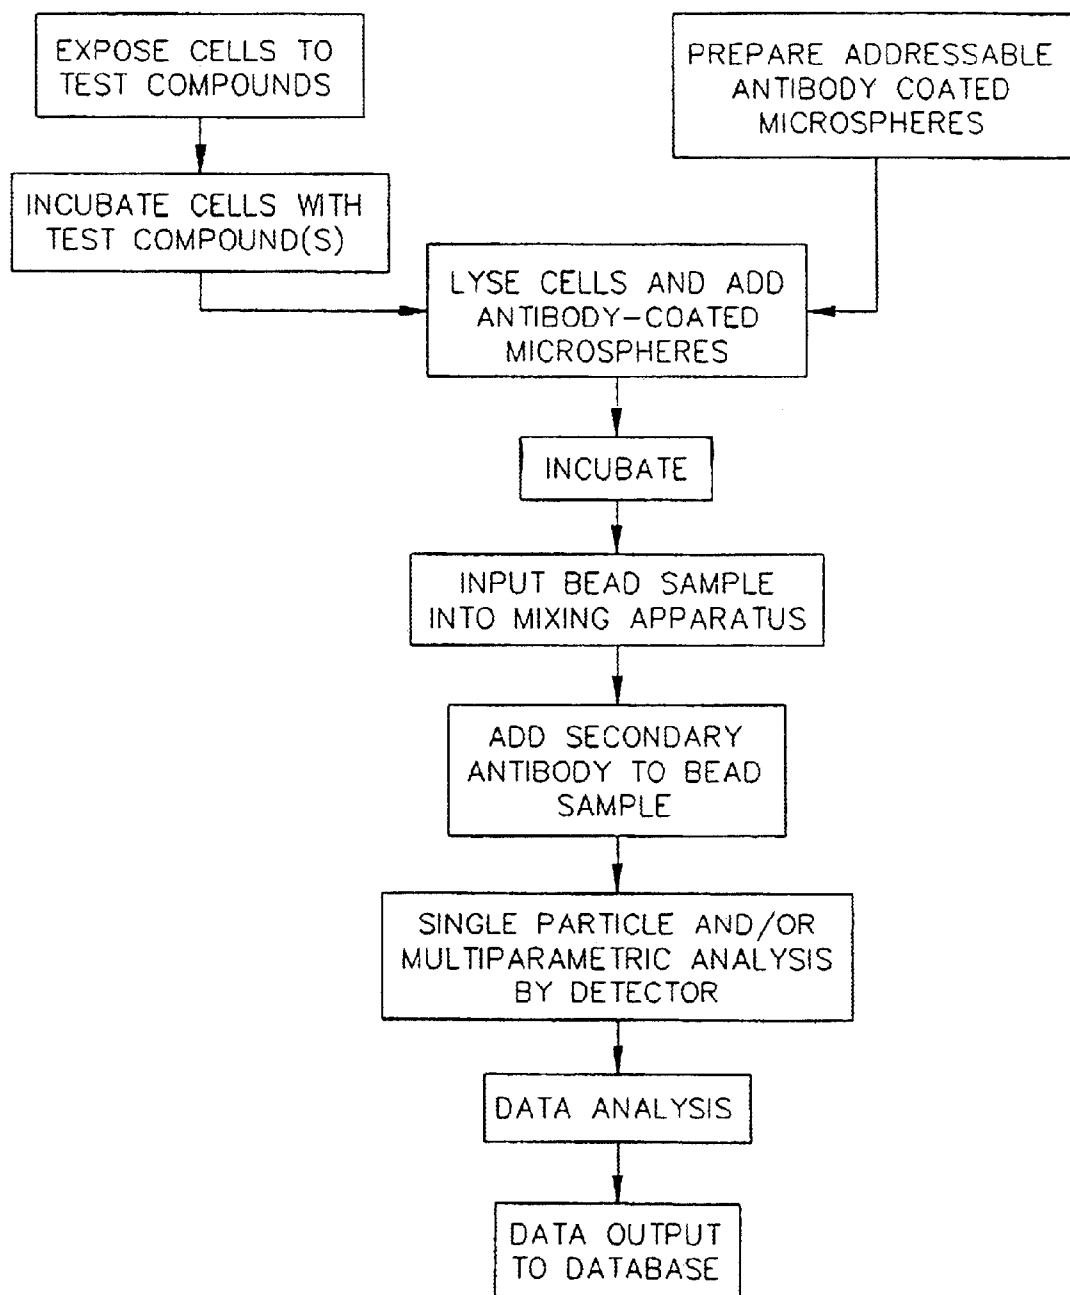 EXPOSE CELLS TO
TEST COMPOUNDS
PREPARE ADDRESSABLE
ANTIBODY COATED
MICROSPHERES
INCUBATE CELLS WITH
TEST COMPOUND(S)
LYSE CELLS AND ADD
ANTIBODY-COATED
MICROSPHERES
INCUBATE
INPUT BEAD SAMPLE
INTO MIXING APPARATUS
ADD SECONDARY
ANTIBODY TO BEAD
SAMPLE
SINGLE PARTICLE AND/OR
MULTIPARAMETRIC ANALYSIS
BY DETECTOR
DATA ANALYSIS
DATA OUTPUT
TO DATABASE